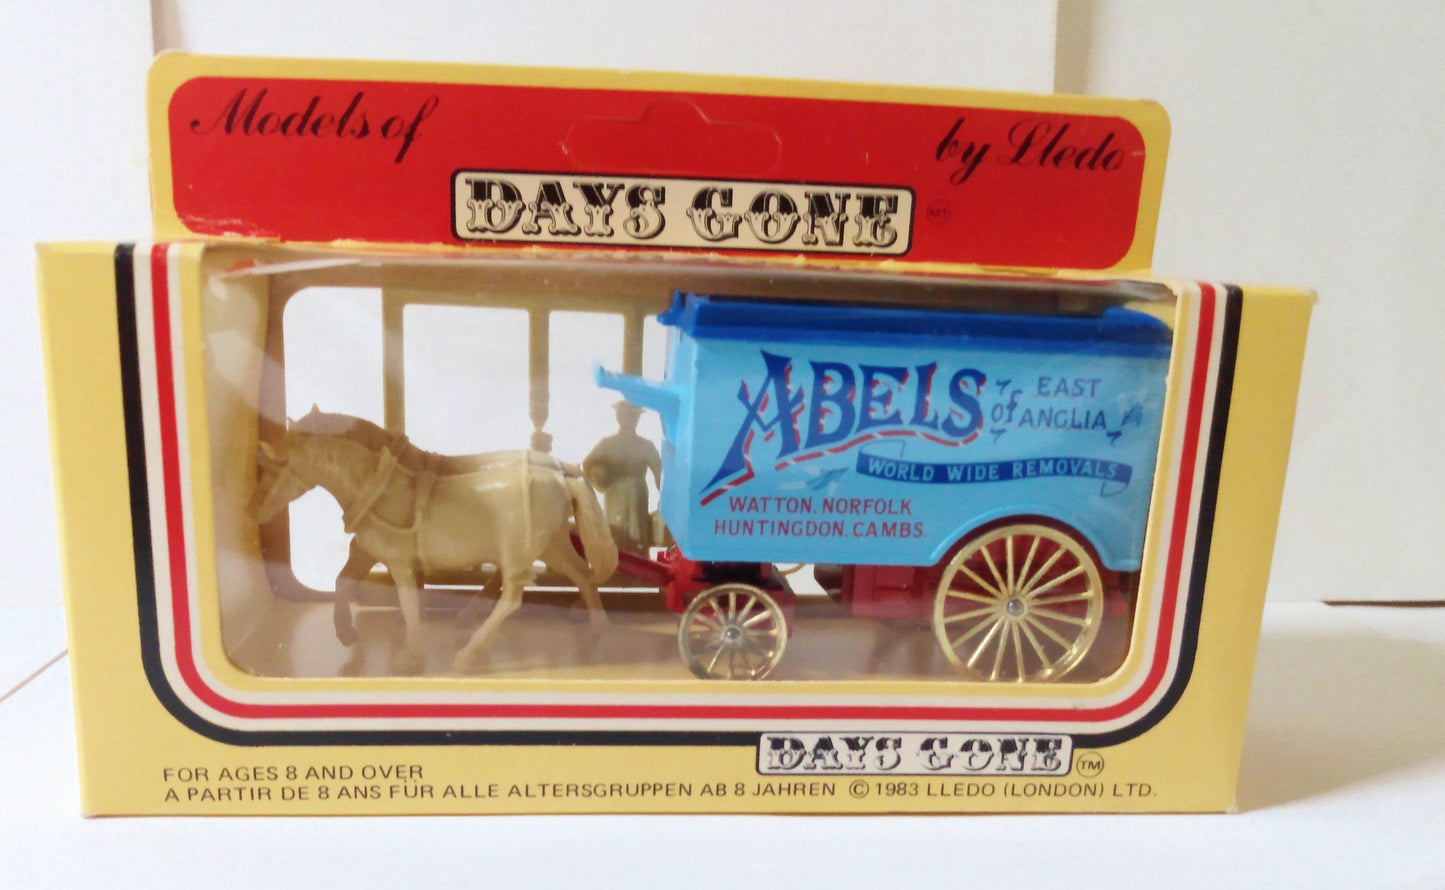 Models of
by Lledo
DAYS GONE
ABELS of EAST ANGLIA
WORLD WIDE REMOVALS
WATTON. NORFOLK
HUNTINGDON. CAMBS.
DAYS GONE TM
FOR AGES 8 AND OVER
A PARTIR DE 8 ANS FÜR ALLE ALTERSGRUPPEN AB 8 JAHREN © 1983 LLEDO (LONDON) LTD.